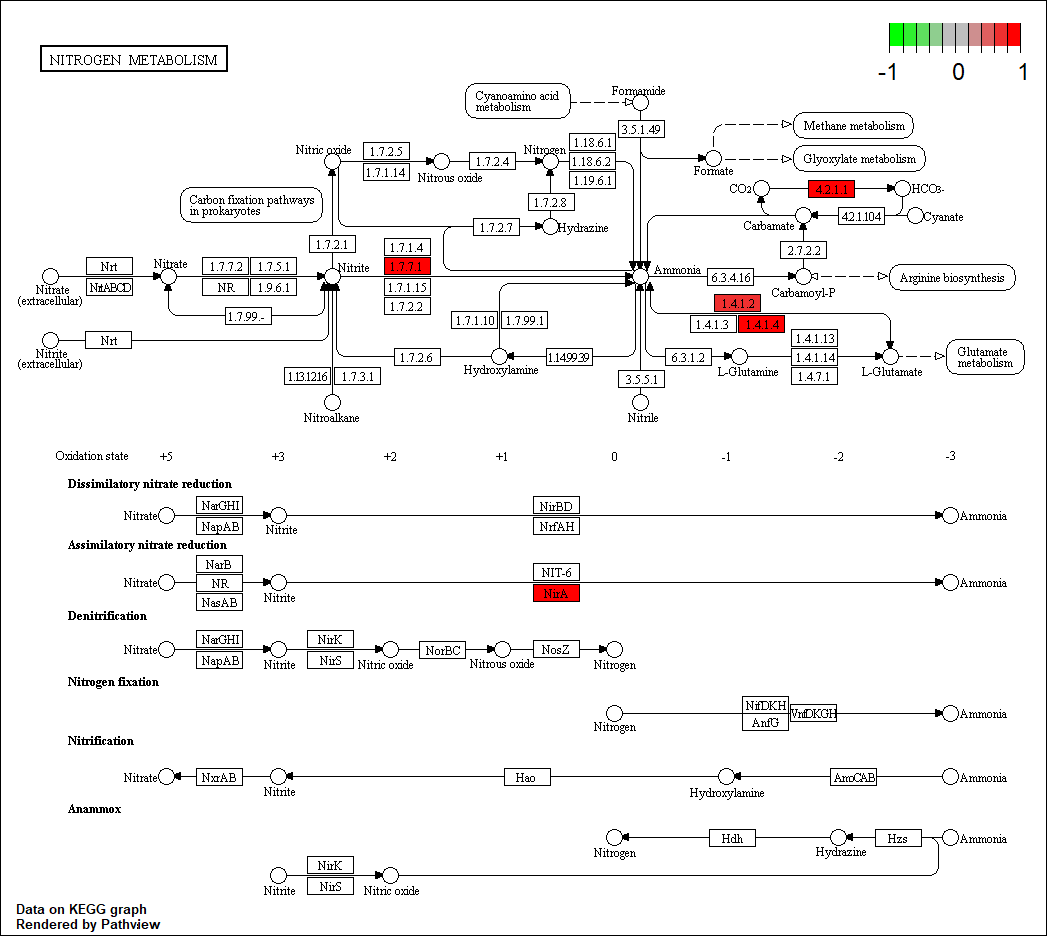 NITROGEN METABOLISM
-1 0 1
Cyanoamino acid
metabolism
Formamide
3.5.1.49
Methane metabolism
Glyoxylate metabolism
Formate
Nitric oxide
1.7.2.5
1.7.1.14
Nitrous oxide
1.7.2.4
Nitrogen
1.18.6.1
1.18.6.2
1.19.6.1
CO2
4.2.1.1
HCO3-
Carbon fixation pathways
in prokaryotes
1.7.2.8
1.7.2.7
Hydrazine
Carbamate
4.2.1.104
Cyanate
1.7.2.1
2.7.2.2
Nitrate
(extracellular)
Nrt
NrtABCD
Nitrate
1.7.7.2
1.7.5.1
NR
1.9.6.1
Nitrite
1.7.1.4
1.7.7.1
1.7.1.15
1.7.2.2
Ammonia
6.3.4.16
Carbamoyl-P
Arginine biosynthesis
1.7.99.-
1.7.1.10
1.7.99.1
1.4.1.2
1.4.1.3
1.4.1.4
Nitrite
(extracellular)
Nrt
1.7.2.6
Hydroxylamine
1.14.99.39
6.3.1.2
L-Glutamine
1.4.1.13
1.4.1.14
1.4.7.1
L-Glutamate
Glutamate
metabolism
1.13.12.16
1.7.3.1
3.5.5.1
Nitroalkane
Nitrile
Oxidation state +5 +3 +2 +1 0 -1 -2 -3
Dissimilatory nitrate reduction
NarGHI NirBD
Nitrate Nitrite Ammonia
NapAB NrfAH
Assimilatory nitrate reduction
NarB NIT-6
Nitrate NR Nitrite Ammonia
NasAB NirA
Denitrification
NarGHI NirK
Nitrate Nitrite Nitric oxide NorBC Nitrous oxide NosZ Nitrogen
NapAB NirS
Nitrogen fixation
NifDKH
Nitrogen VnfDKGH Ammonia
AnfG
Nitrification
Nitrate NxrAB Nitrite Hao Hydroxylamine AmoCAB Ammonia
Anammox
Nitrogen Hdh Hydrazine Hzs Ammonia
NirK
Nitrite Nitric oxide
NirS
Data on KEGG graph
Rendered by Pathview